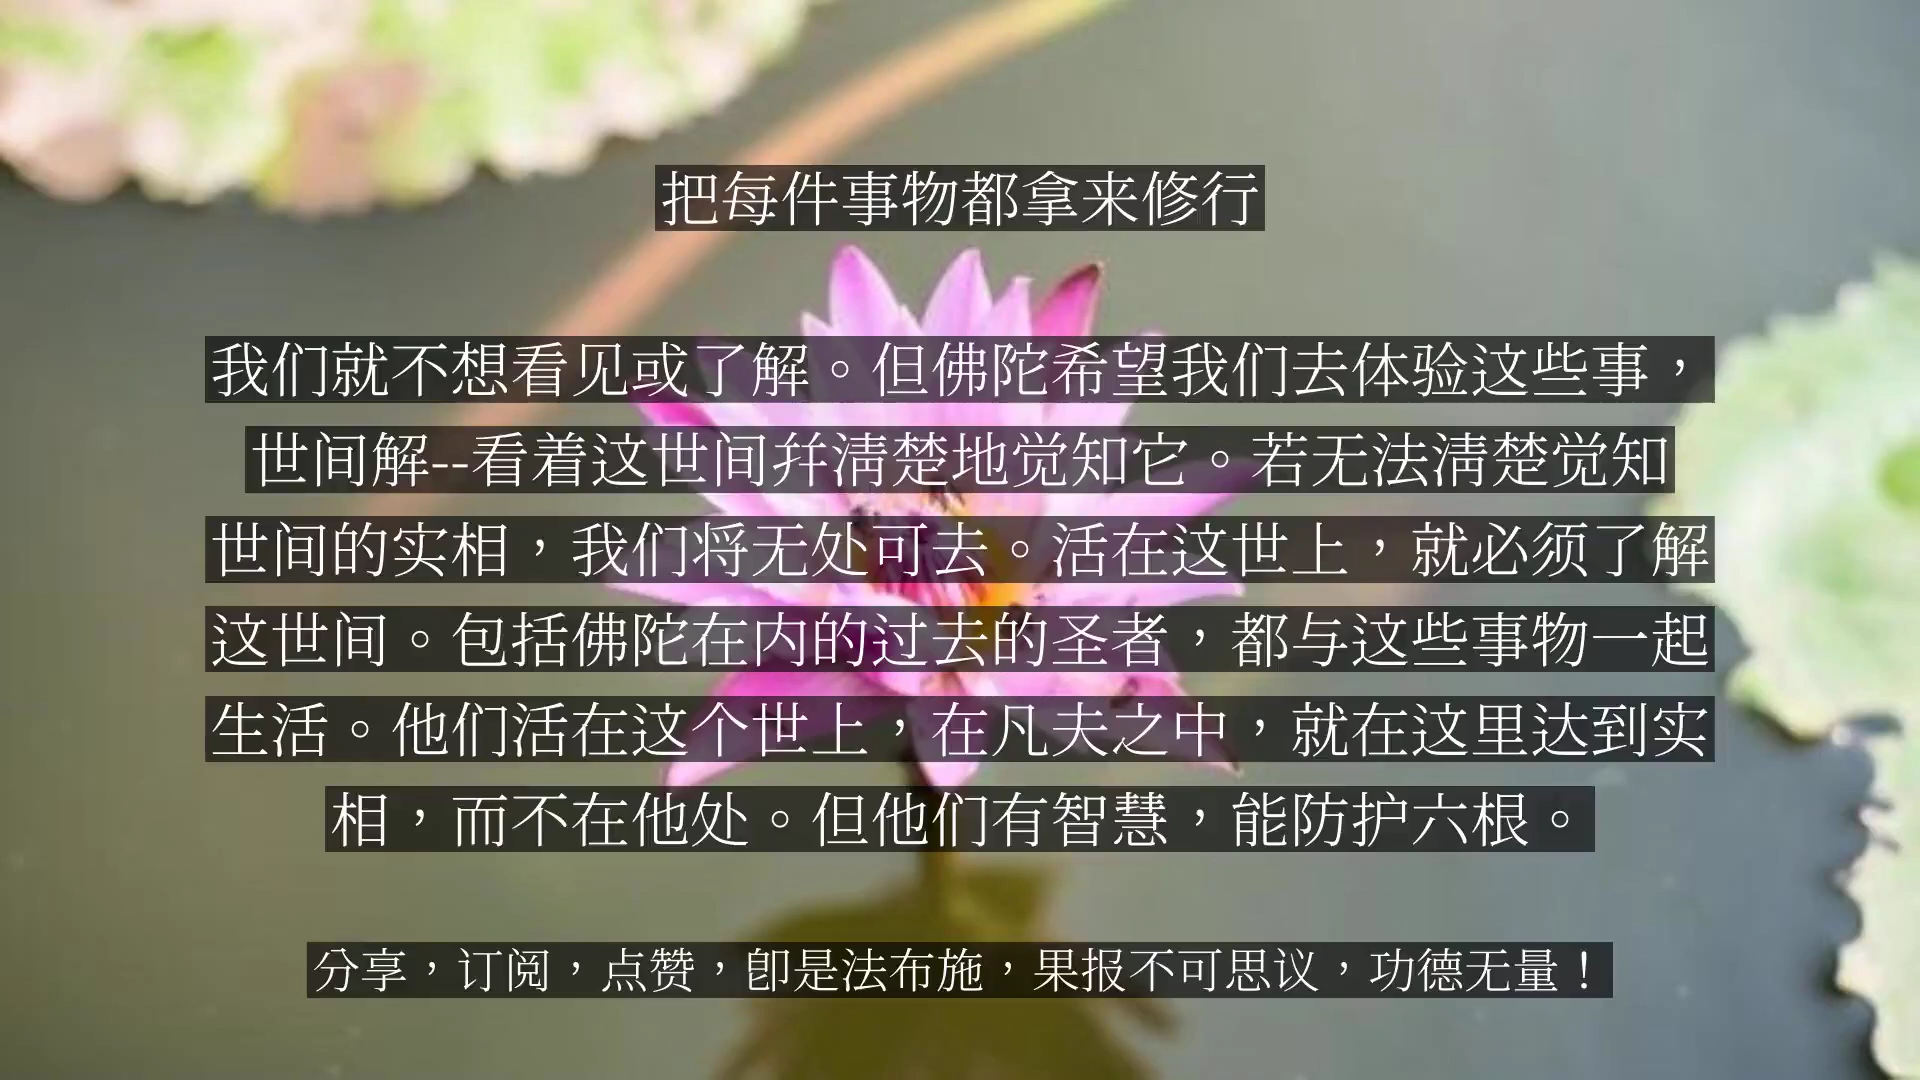 把每件事物都拿来修行
我们就不想看见或了解。但佛陀希望我们去体验这些事，
世间解--看着这世间幷淸楚地觉知它。若无法淸楚觉知
世间的实相，我们将无处可去。活在这世上，就必须了解
这世间。包括佛陀在内的过去的圣者，都与这些事物一起
生活。他们活在这个世上，在凡夫之中，就在这里达到实
相，而不在他处。但他们有智慧，能防护六根。
分享，订阅，点赞，卽是法布施，果报不可思议，功德无量！